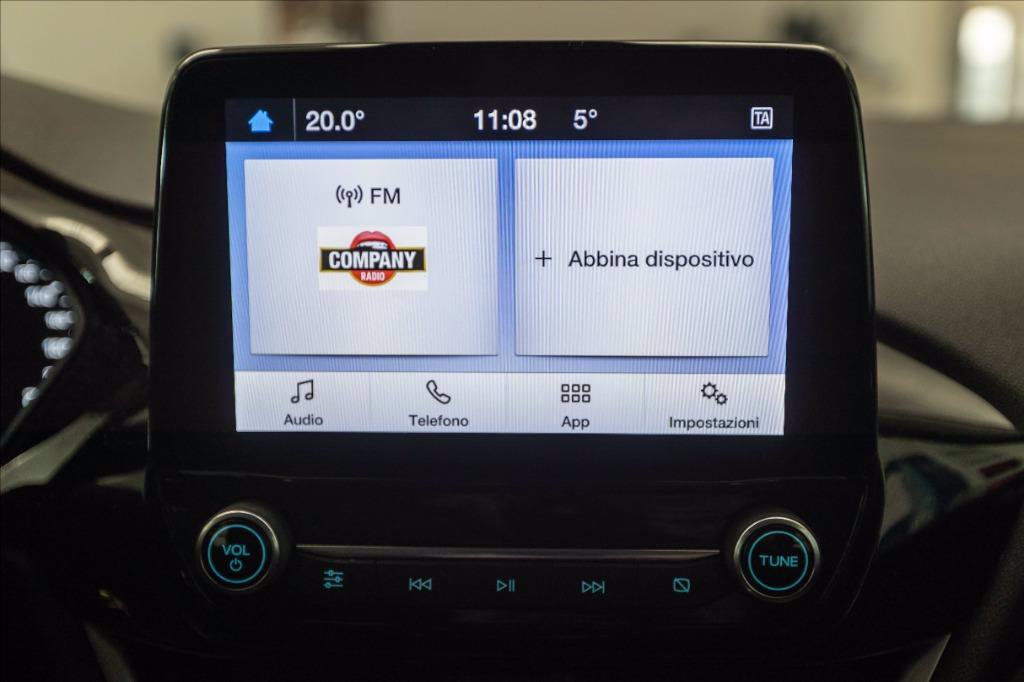 20.0° 11:08 5° TA
FM
COMPANY
RADIO
+ Abbina dispositivo
Audio Telefono App Impostazioni
VOL
TUNE